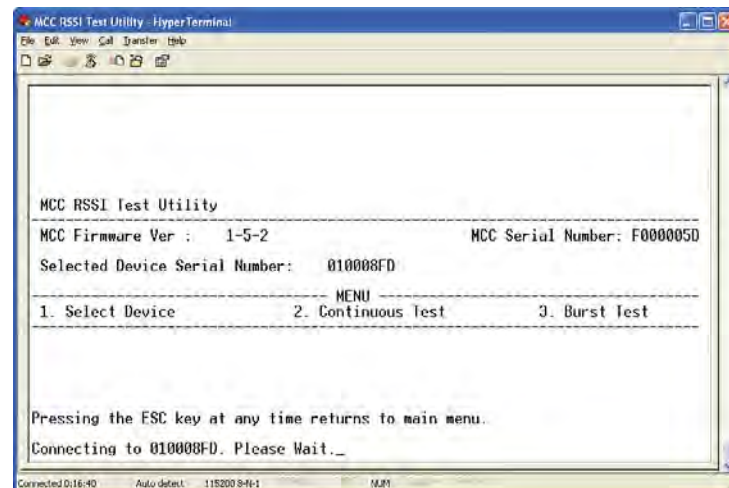 MCC RSSI Test Utility - HyperTerminal
File Edit View Call Transfer Help
MCC RSSI Test Utility
MCC Firmware Ver : 1-5-2 MCC Serial Number: F000005D
Selected Device Serial Number: 010008FD
MENU
1. Select Device 2. Continuous Test 3. Burst Test
Pressing the ESC key at any time returns to main menu.
Connecting to 010008FD. Please Wait._
Connected 0:16:40 Auto detect 115200 8-N-1 NUM